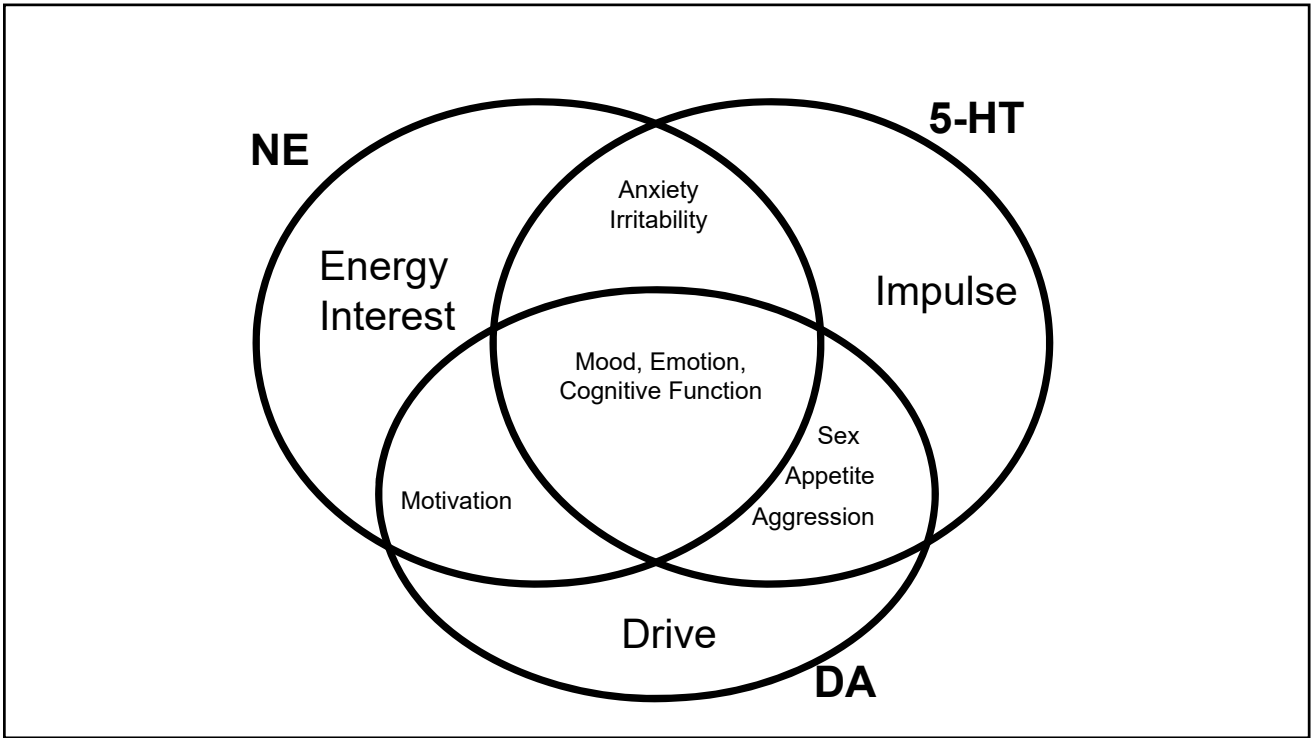 NE
5-HT
Anxiety
Irritability
Energy
Interest
Impulse
Mood, Emotion,
Cognitive Function
Sex
Appetite
Aggression
Motivation
Drive
DA